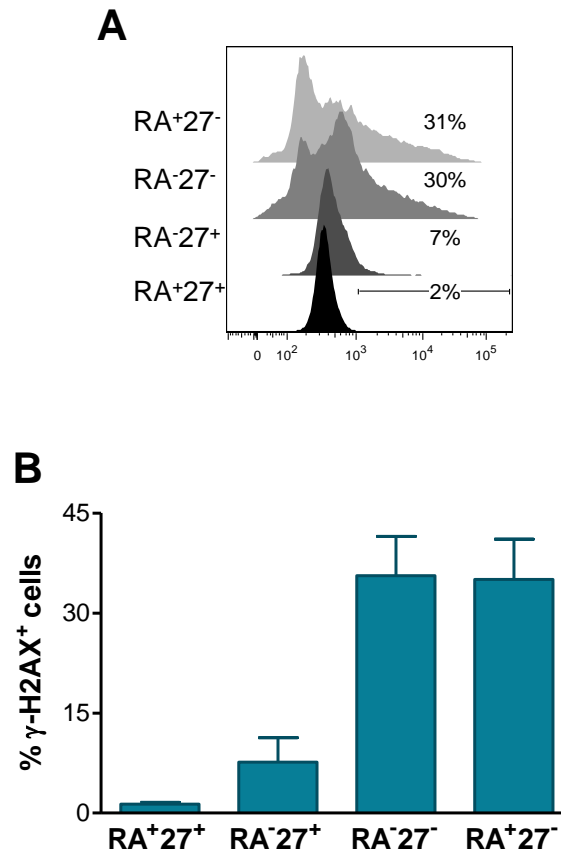 A
RA⁺27⁻ 31%
RA⁻27⁻ 30%
RA⁻27⁺ 7%
RA⁺27⁺ 2%
0 10² 10³ 10⁴ 10⁵
B
% γ-H2AX⁺ cells
45
30
15
0
RA⁺27⁺ RA⁻27⁺ RA⁻27⁻ RA⁺27⁻